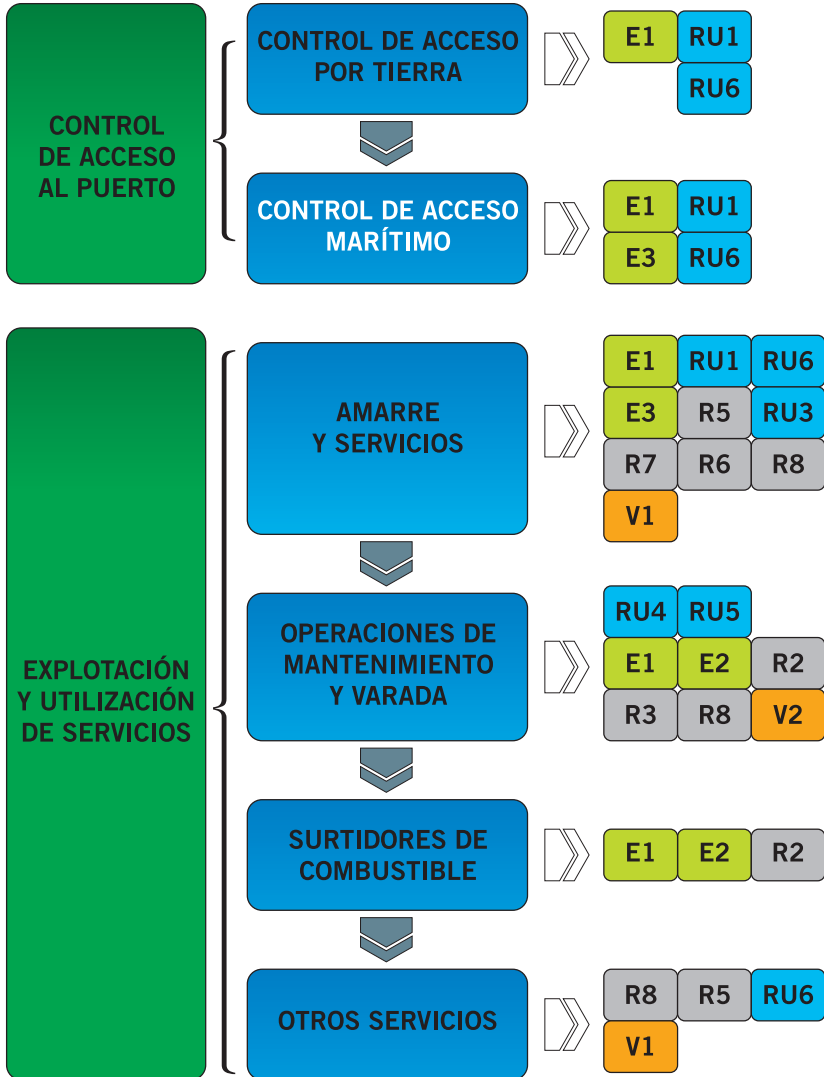 CONTROL
DE ACCESO
AL PUERTO
CONTROL DE ACCESO
POR TIERRA
E1 RU1
RU6
CONTROL DE ACCESO
MARÍTIMO
E1 RU1
E3 RU6
EXPLOTACIÓN
Y UTILIZACIÓN
DE SERVICIOS
AMARRE
Y SERVICIOS
E1 RU1 RU6
E3 R5 RU3
R7 R6 R8
V1
OPERACIONES DE
MANTENIMIENTO
Y VARADA
RU4 RU5
E1 E2 R2
R3 R8 V2
SURTIDORES DE
COMBUSTIBLE
E1 E2 R2
OTROS SERVICIOS
R8 R5 RU6
V1